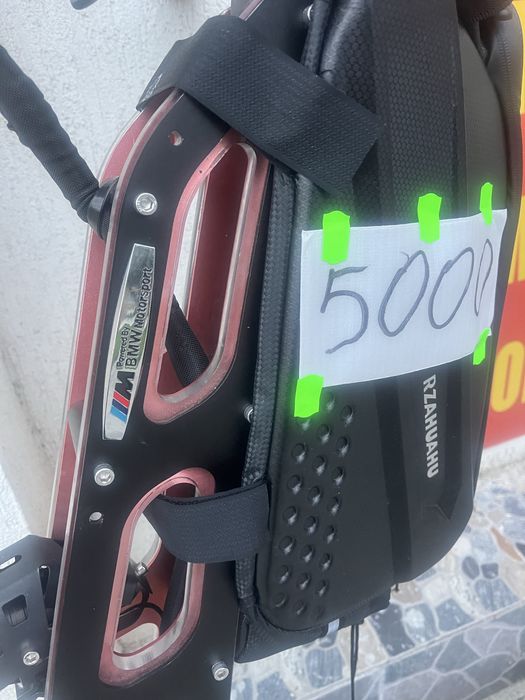 Powered By
M BMW Motorsport
5000
RZAHUAHU